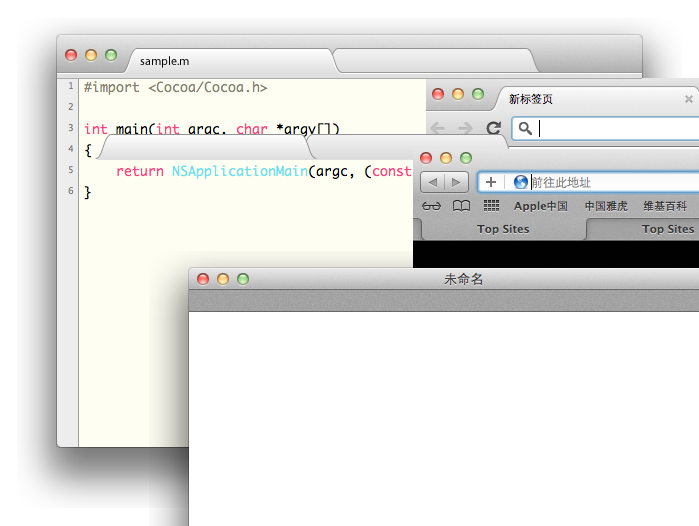 sample.m
1 #import <Cocoa/Cocoa.h>
2
3 int main(int argc, char *argv[])
4 {
5 return NSApplicationMain(argc, (const
6 }
新标签页
前往此地址
Apple中国 中国雅虎 维基百科
Top Sites Top Sites
未命名